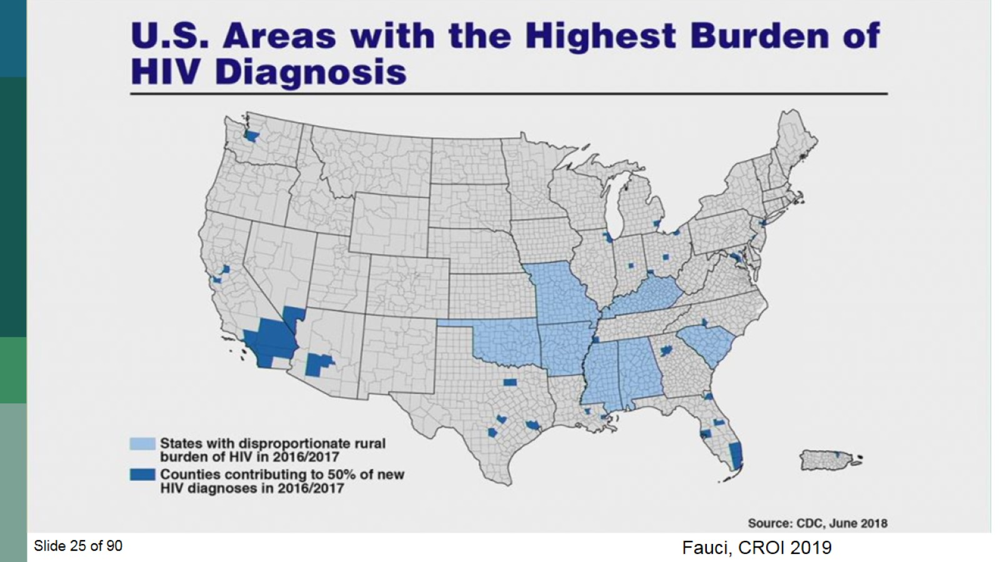 U.S. Areas with the Highest Burden of
HIV Diagnosis
States with disproportionate rural
burden of HIV in 2016/2017
Counties contributing to 50% of new
HIV diagnoses in 2016/2017
Source: CDC, June 2018
Slide 25 of 90
Fauci, CROI 2019